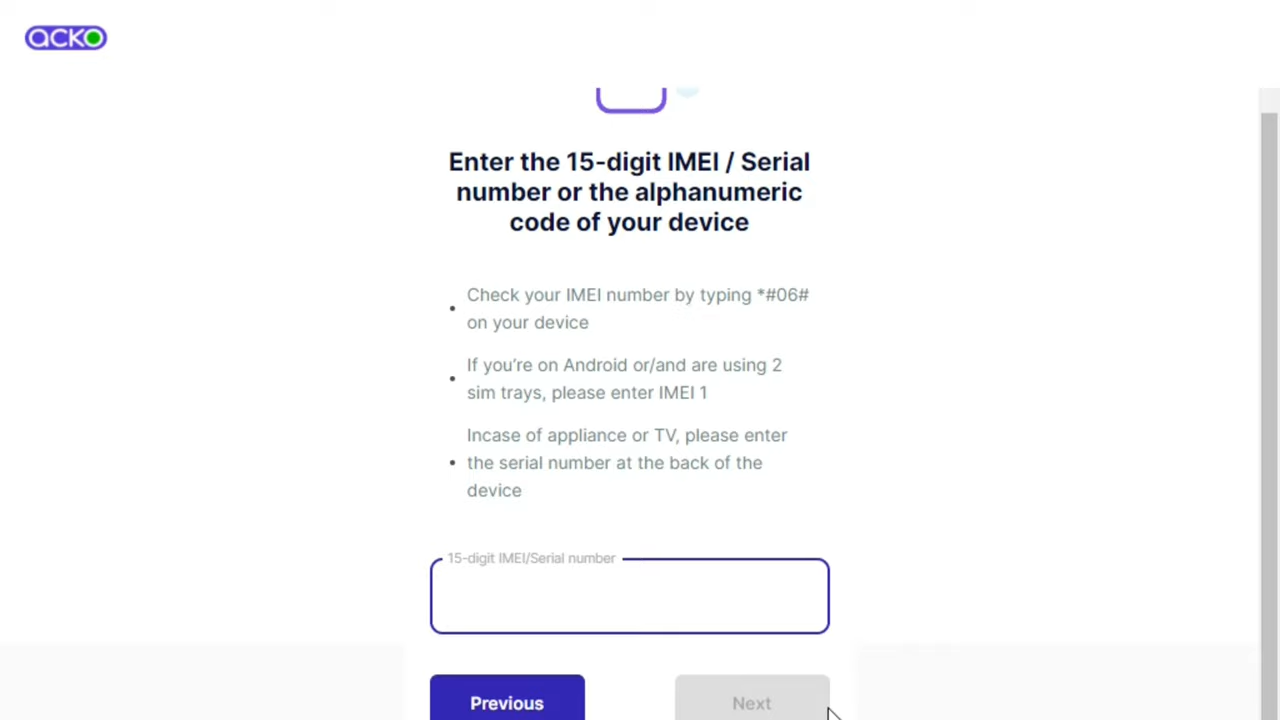 acko
Enter the 15-digit IMEI / Serial
number or the alphanumeric
code of your device
Check your IMEI number by typing *#06#
on your device
If you’re on Android or/and are using 2
sim trays, please enter IMEI 1
Incase of appliance or TV, please enter
the serial number at the back of the
device
15-digit IMEI/Serial number
Previous
Next